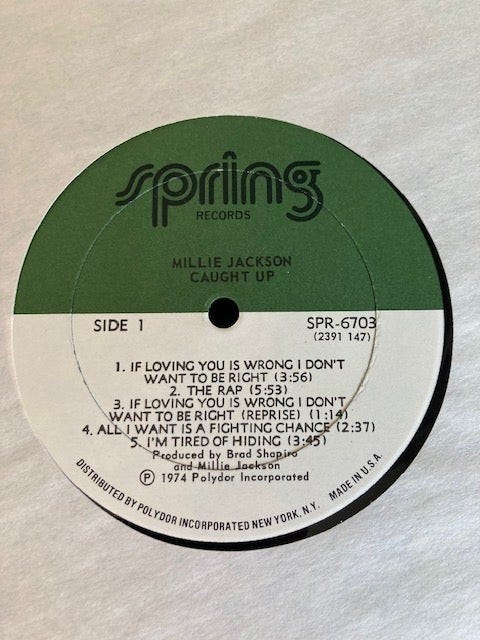 spring
RECORDS
MILLIE JACKSON
CAUGHT UP
SIDE 1
SPR-6703
(2391 147)
1. IF LOVING YOU IS WRONG I DON'T
WANT TO BE RIGHT (3:56)
2. THE RAP (5:53)
3. IF LOVING YOU IS WRONG I DON'T
WANT TO BE RIGHT (REPRISE) (1:14)
4. ALL I WANT IS A FIGHTING CHANCE (2:37)
5. I'M TIRED OF HIDING (3:45)
Produced by Brad Shapiro
and Millie Jackson
Ⓟ 1974 Polydor Incorporated
DISTRIBUTED BY POLYDOR INCORPORATED NEW YORK, N.Y. MADE IN U.S.A.